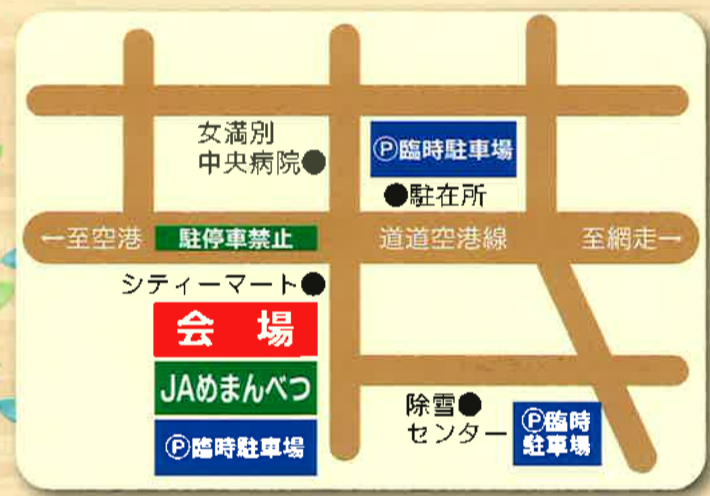 女満別
中央病院●
Ⓟ臨時駐車場
●駐在所
←至空港
駐停車禁止
道道空港線
至網走→
シティーマート●
会場
JAめまんべつ
Ⓟ臨時駐車場
除雪●
センター
Ⓟ臨時
駐車場